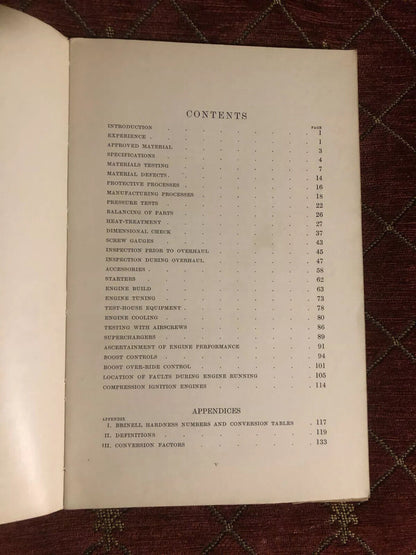 CONTENTS
PAGE
INTRODUCTION . . . . . . . 1
EXPERIENCE . . . . . . . 1
APPROVED MATERIAL . . . . . . 3
SPECIFICATIONS . . . . . . . 4
MATERIALS TESTING . . . . . . 7
MATERIAL DEFECTS . . . . . . 14
PROTECTIVE PROCESSES . . . . . . 16
MANUFACTURING PROCESSES . . . . . . 18
PRESSURE TESTS . . . . . . . 22
BALANCING OF PARTS . . . . . . 26
HEAT-TREATMENT . . . . . . . 27
DIMENSIONAL CHECK . . . . . . 37
SCREW GAUGES . . . . . . . 43
INSPECTION PRIOR TO OVERHAUL . . . . . 45
INSPECTION DURING OVERHAUL . . . . . 47
ACCESSORIES . . . . . . . 58
STARTERS . . . . . . . 62
ENGINE BUILD . . . . . . . 63
ENGINE TUNING . . . . . . . 73
TEST-HOUSE EQUIPMENT . . . . . . 78
ENGINE COOLING . . . . . . . 80
TESTING WITH AIRSCREWS . . . . . . 86
SUPERCHARGERS . . . . . . . 89
ASCERTAINMENT OF ENGINE PERFORMANCE . . . . 91
BOOST CONTROLS . . . . . . . 94
BOOST OVER-RIDE CONTROL . . . . . . 101
LOCATION OF FAULTS DURING ENGINE RUNNING . . . . 105
COMPRESSION IGNITION ENGINES . . . . . 114
APPENDICES
APPENDIX
I. BRINELL HARDNESS NUMBERS AND CONVERSION TABLES . . 117
II. DEFINITIONS . . . . . . . 119
III. CONVERSION FACTORS . . . . . . 133
v